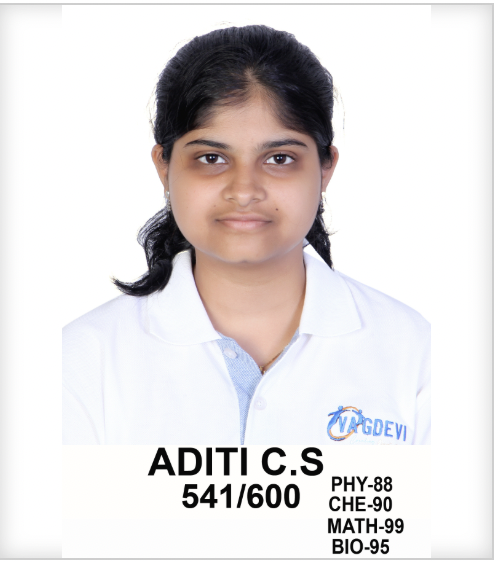 VAGDEVI
ADITI C.S
541/600
PHY-88
CHE-90
MATH-99
BIO-95